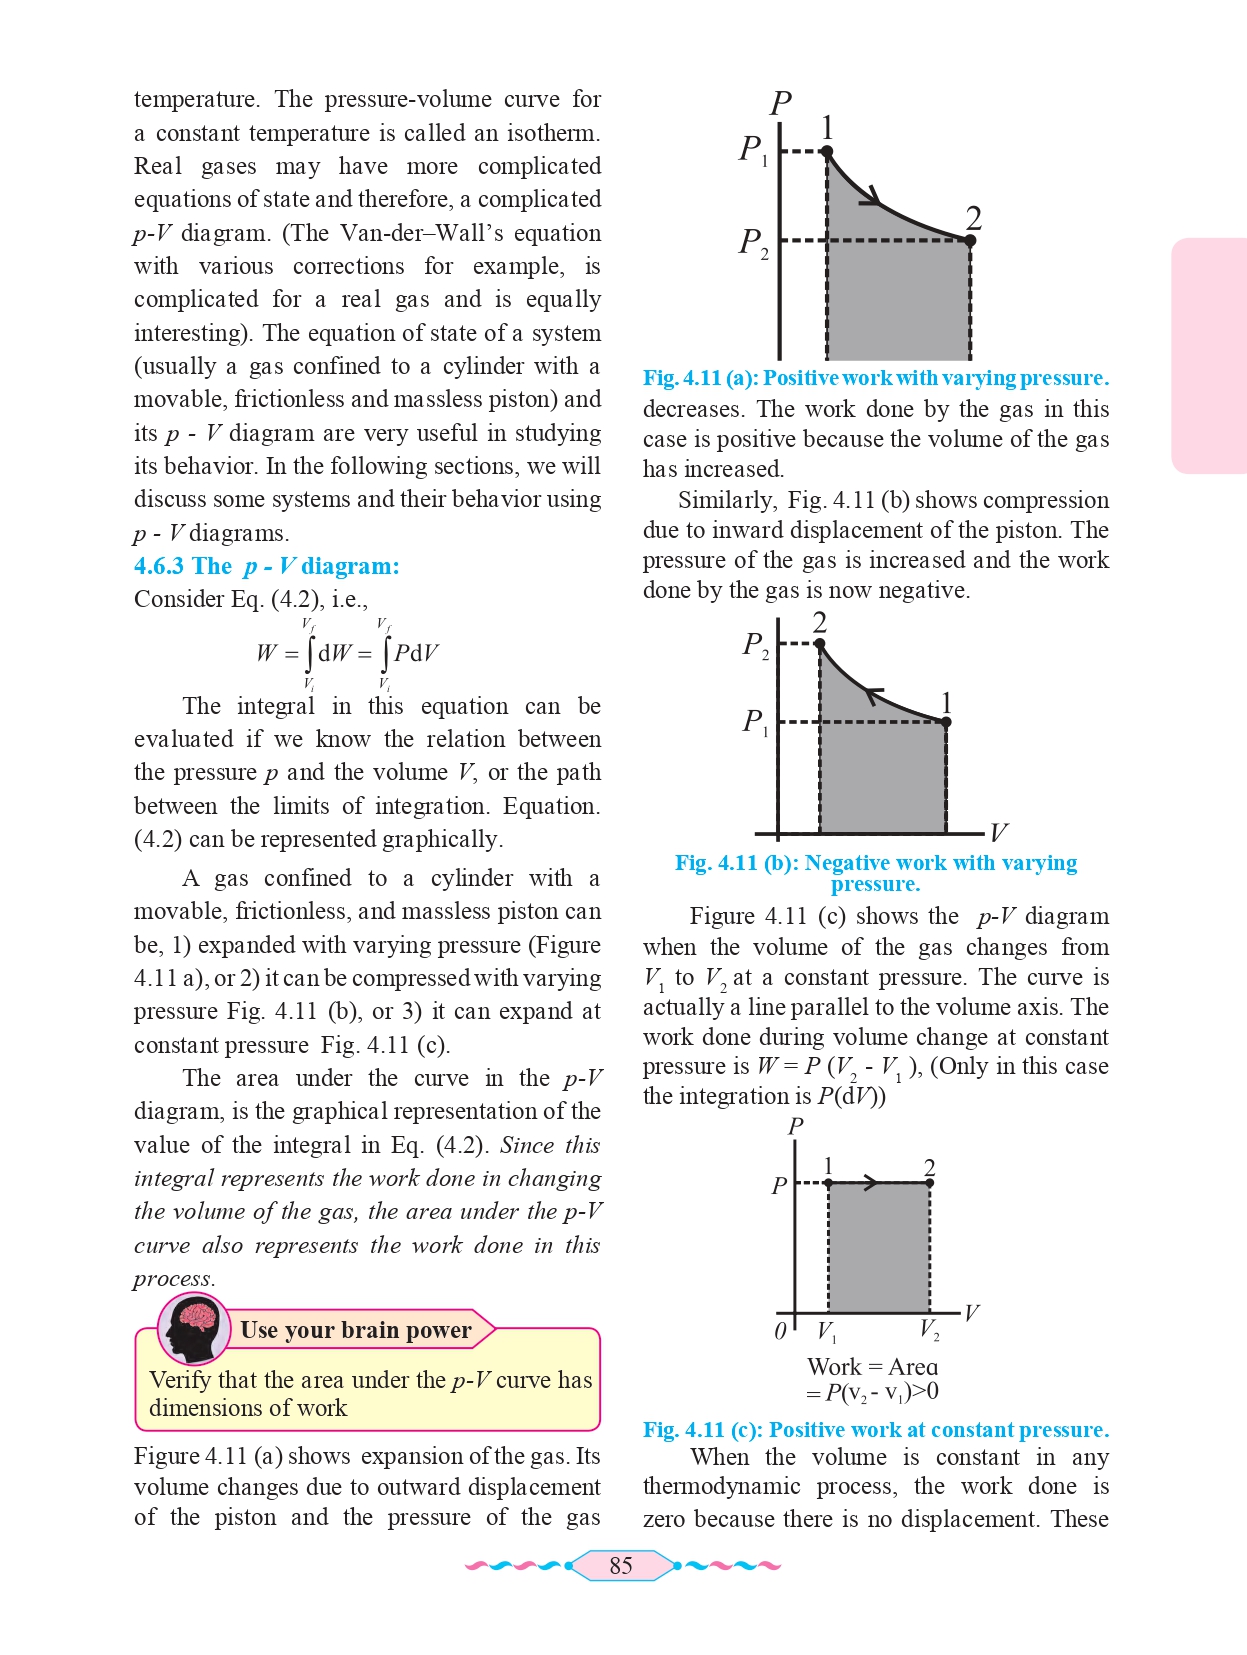 temperature. The pressure-volume curve for
a constant temperature is called an isotherm.
Real gases may have more complicated
equations of state and therefore, a complicated
p-V diagram. (The Van-der–Wall’s equation
with various corrections for example, is
complicated for a real gas and is equally
interesting). The equation of state of a system
(usually a gas confined to a cylinder with a
movable, frictionless and massless piston) and
its p - V diagram are very useful in studying
its behavior. In the following sections, we will
discuss some systems and their behavior using
p - V diagrams.
4.6.3 The p - V diagram:
Consider Eq. (4.2), i.e.,
W = ∫_{V_i}^{V_f} dW = ∫_{V_i}^{V_f} PdV
The integral in this equation can be
evaluated if we know the relation between
the pressure p and the volume V, or the path
between the limits of integration. Equation.
(4.2) can be represented graphically.
A gas confined to a cylinder with a
movable, frictionless, and massless piston can
be, 1) expanded with varying pressure (Figure
4.11 a), or 2) it can be compressed with varying
pressure Fig. 4.11 (b), or 3) it can expand at
constant pressure Fig. 4.11 (c).
The area under the curve in the p-V
diagram, is the graphical representation of the
value of the integral in Eq. (4.2). Since this
integral represents the work done in changing
the volume of the gas, the area under the p-V
curve also represents the work done in this
process.
Use your brain power
Verify that the area under the p-V curve has
dimensions of work
Figure 4.11 (a) shows expansion of the gas. Its
volume changes due to outward displacement
of the piston and the pressure of the gas
P
1
P₁
2
P₂
Fig. 4.11 (a): Positive work with varying pressure.
decreases. The work done by the gas in this
case is positive because the volume of the gas
has increased.
Similarly, Fig. 4.11 (b) shows compression
due to inward displacement of the piston. The
pressure of the gas is increased and the work
done by the gas is now negative.
2
P₂
1
P₁
V
Fig. 4.11 (b): Negative work with varying
pressure.
Figure 4.11 (c) shows the p-V diagram
when the volume of the gas changes from
V₁ to V₂ at a constant pressure. The curve is
actually a line parallel to the volume axis. The
work done during volume change at constant
pressure is W = P (V₂ - V₁ ), (Only in this case
the integration is P(dV))
P
1 2
P
V
0 V₁ V₂
Work = Area
= P(v₂ - v₁)>0
Fig. 4.11 (c): Positive work at constant pressure.
When the volume is constant in any
thermodynamic process, the work done is
zero because there is no displacement. These
85